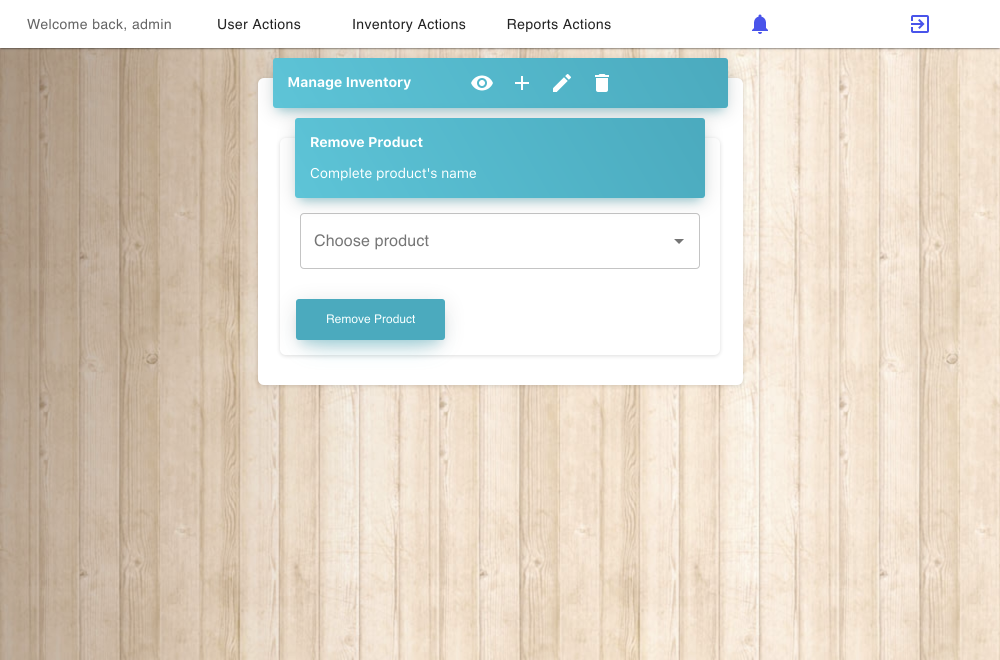 Welcome back, admin
User Actions
Inventory Actions
Reports Actions
Manage Inventory
Remove Product
Complete product's name
Choose product
Remove Product